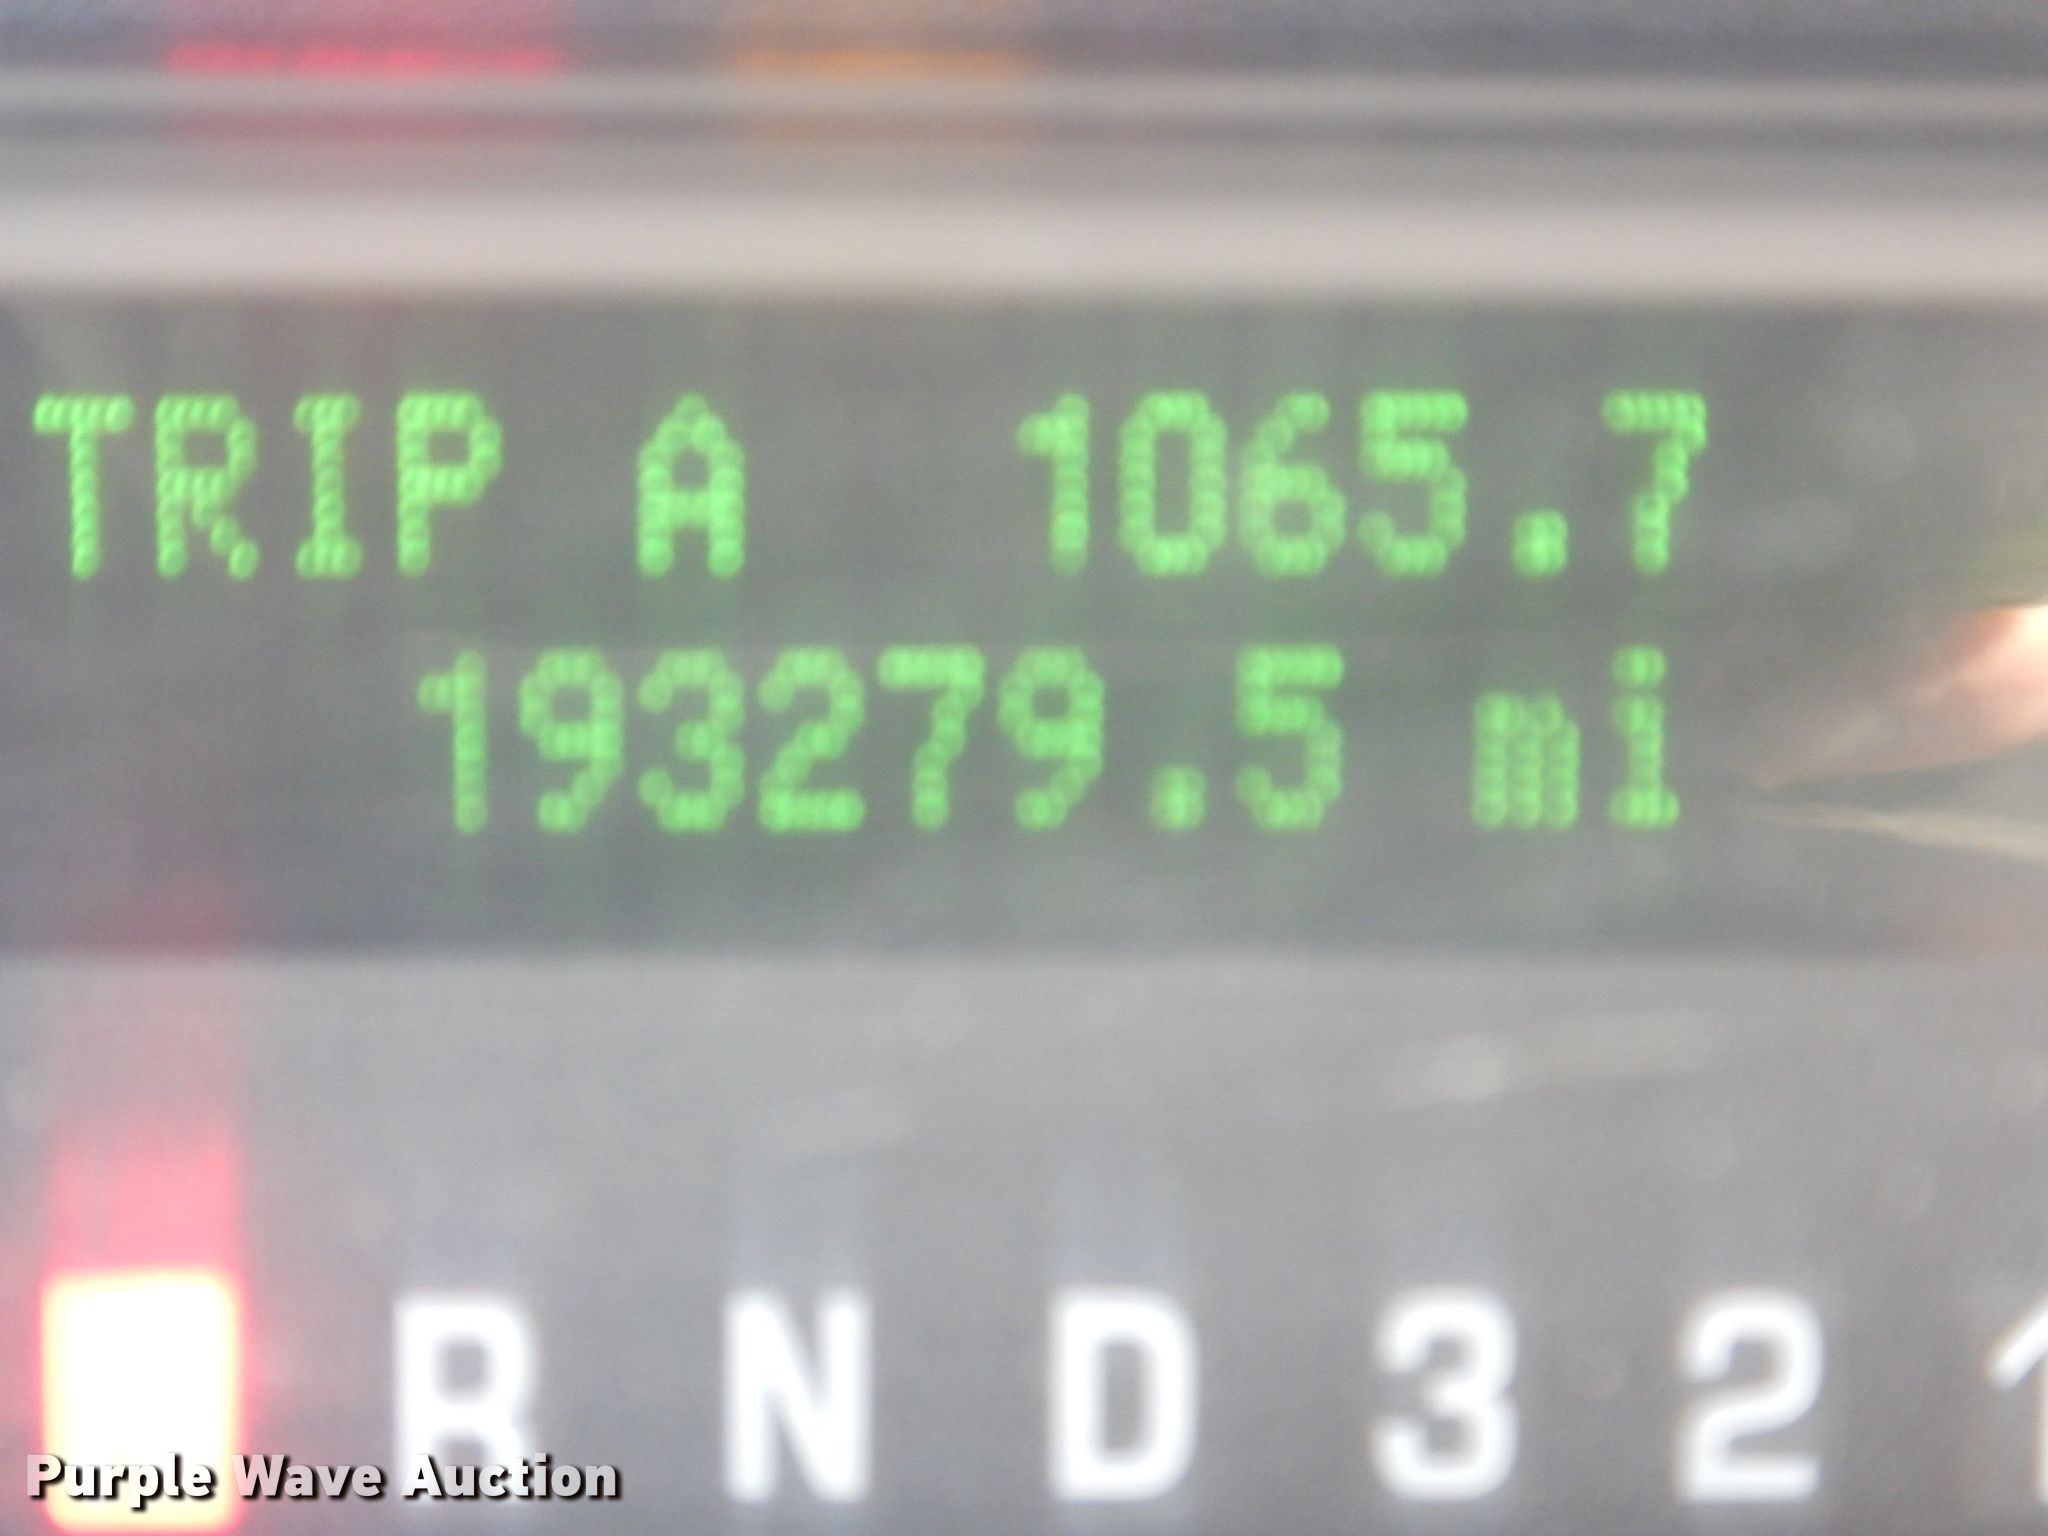 TRIP A 1065.7
193279.5 mi
R N D 3 2 1
Purple Wave Auction